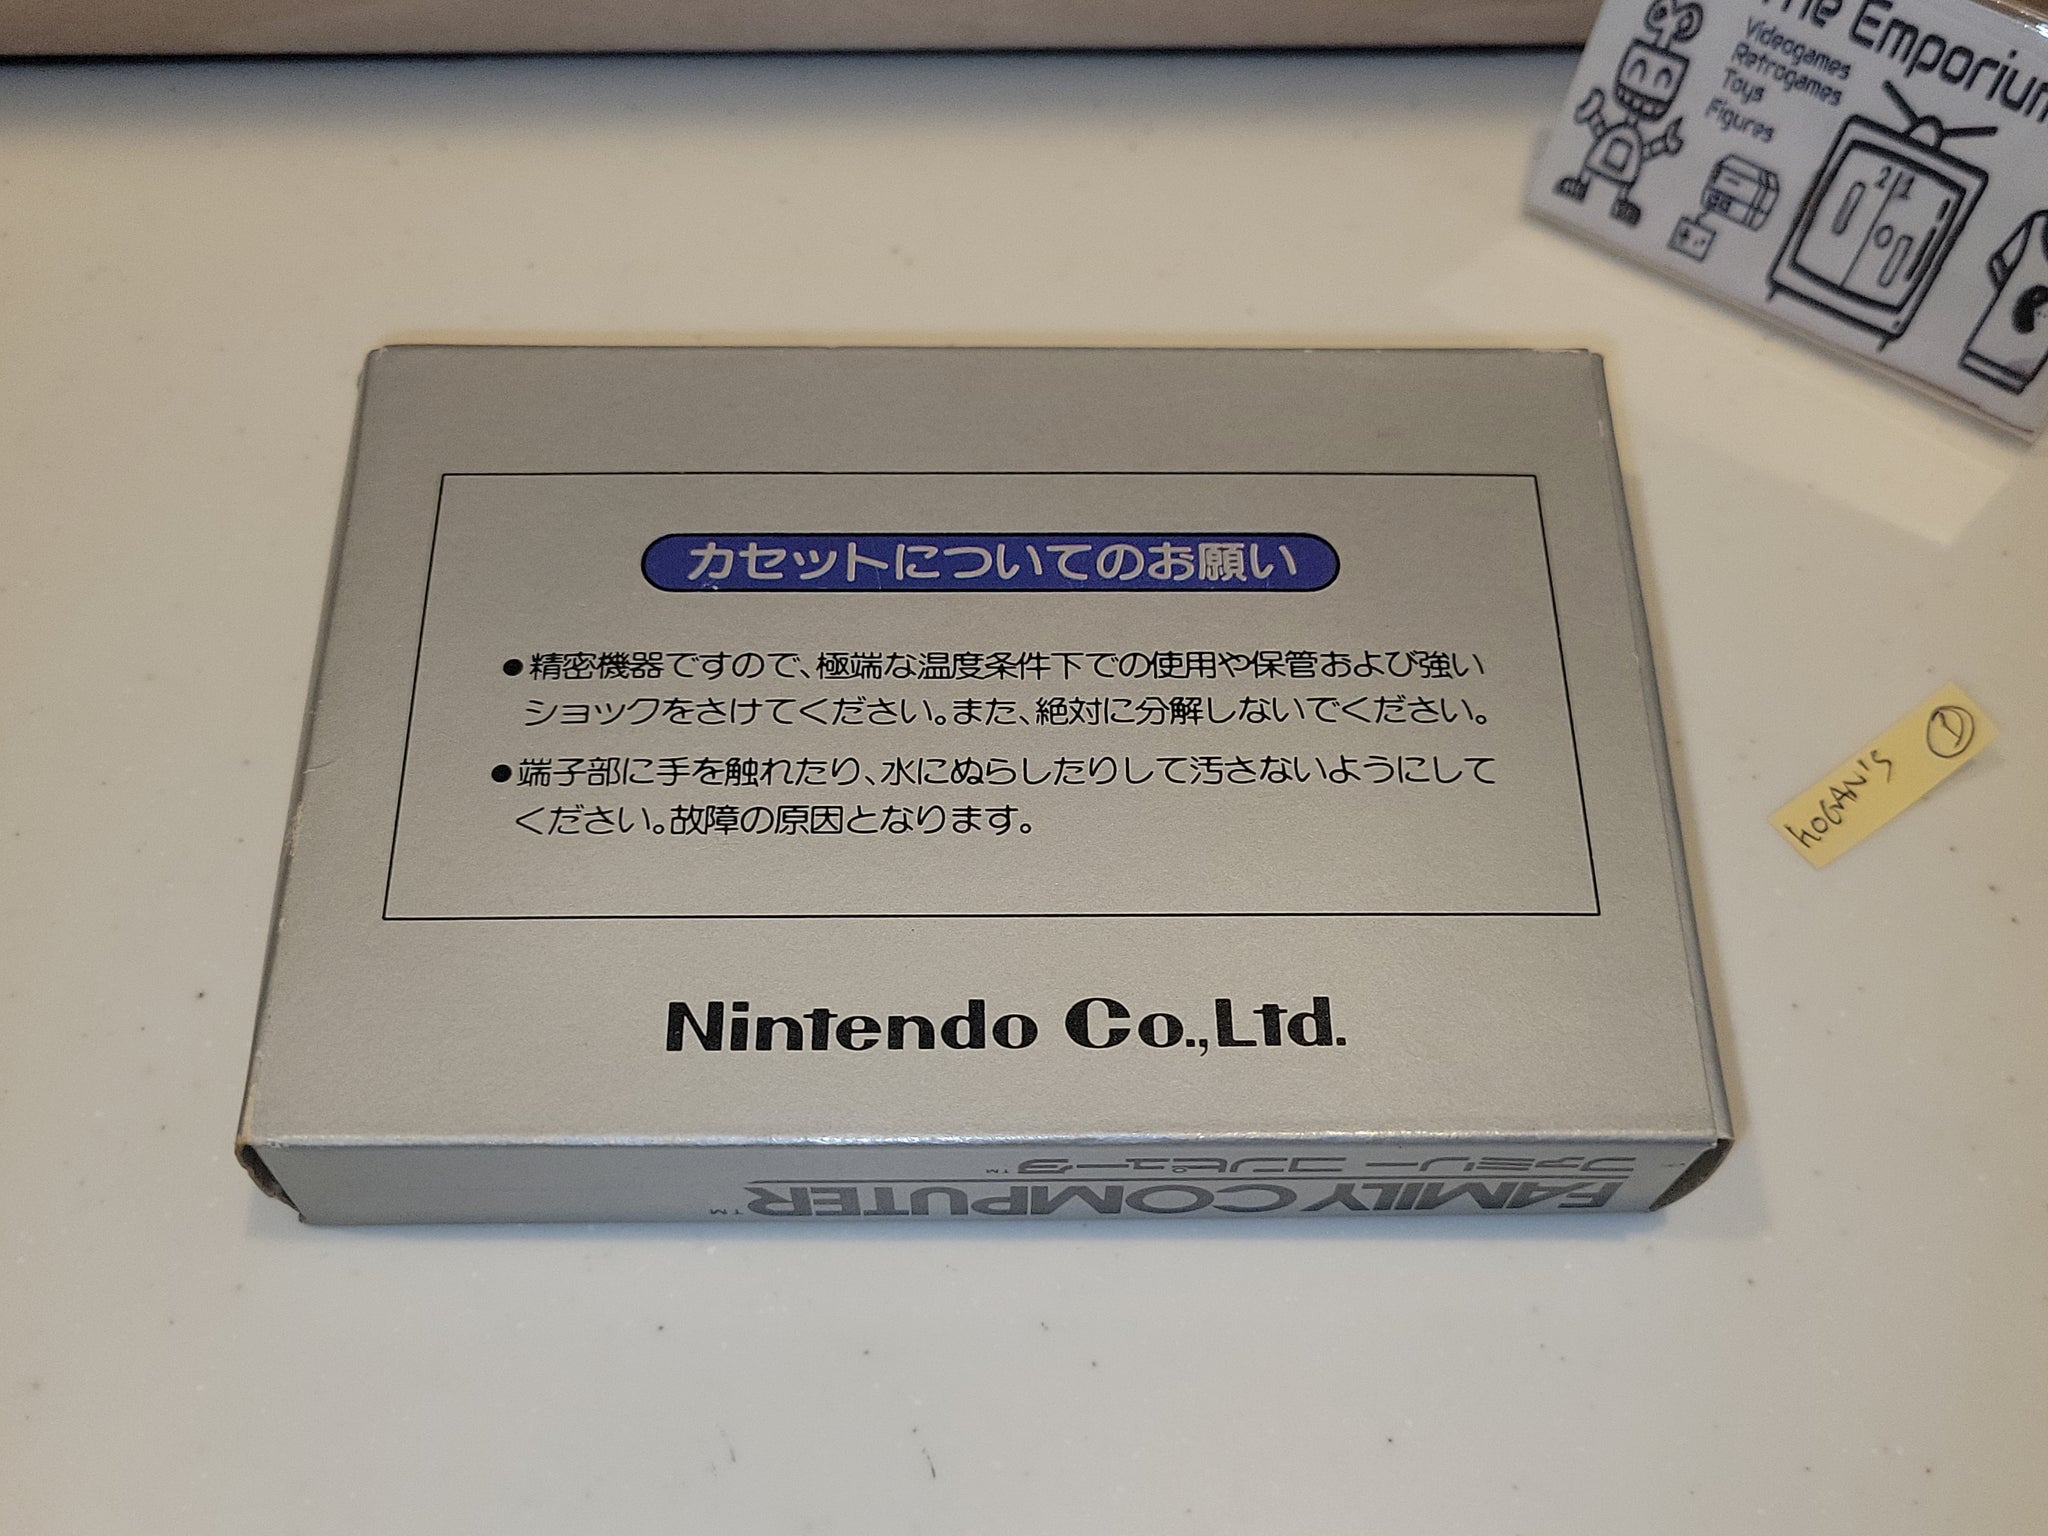 The Emporium
Videogames
Retrogames
Toys
Figures
21
カセットについてのお願い
●精密機器ですので、極端な温度条件下での使用や保管および強い
ショックをさけてください。また、絶対に分解しないでください。
●端子部に手を触れたり、水にぬらしたりして汚さないようにして
ください。故障の原因となります。
HOGAN'S
Nintendo Co.,Ltd.
ファミリー コンピュータ™
FAMILY COMPUTER™